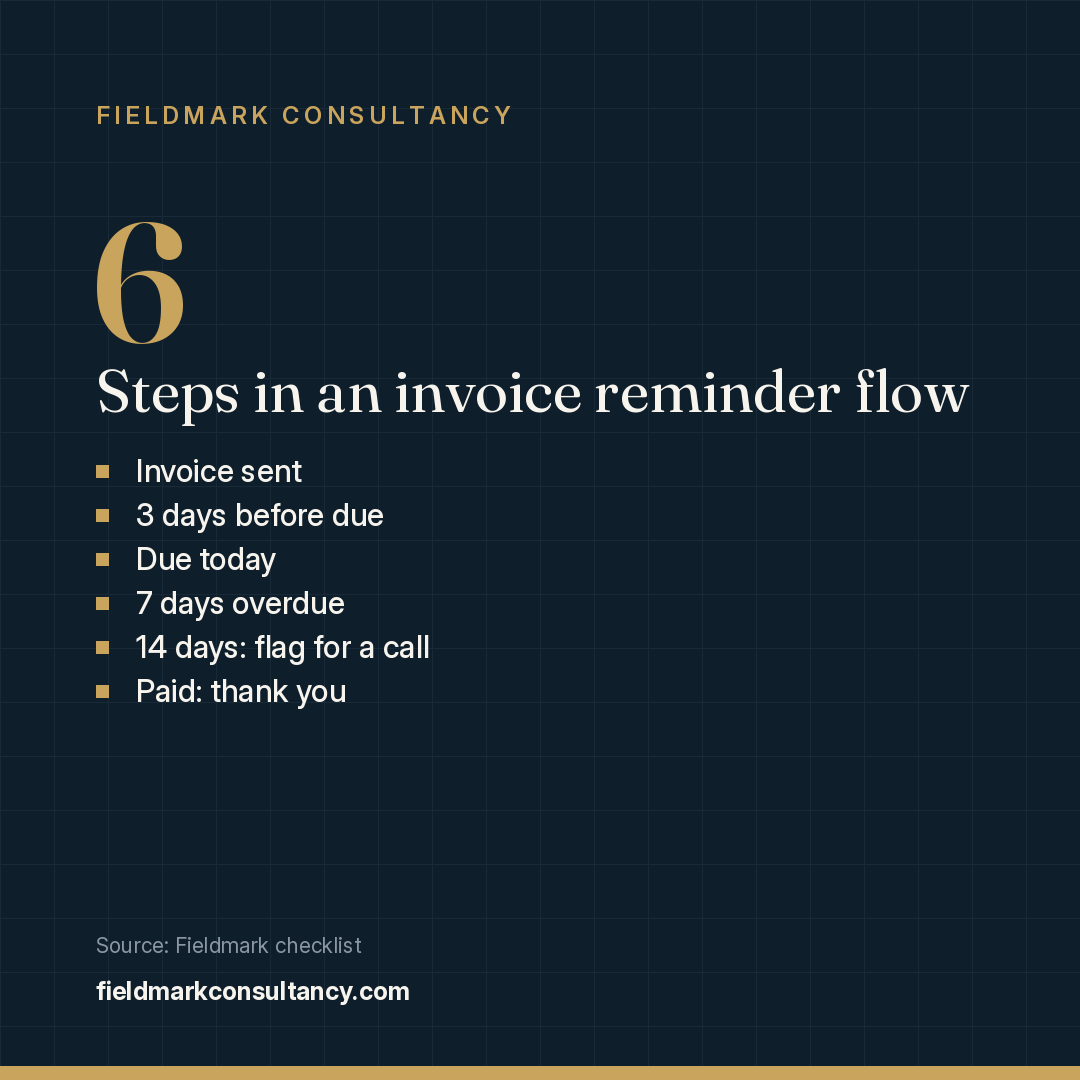 FIELDMARK CONSULTANCY
6
Steps in an invoice reminder flow
Invoice sent
3 days before due
Due today
7 days overdue
14 days: flag for a call
Paid: thank you
Source: Fieldmark checklist
fieldmarkconsultancy.com